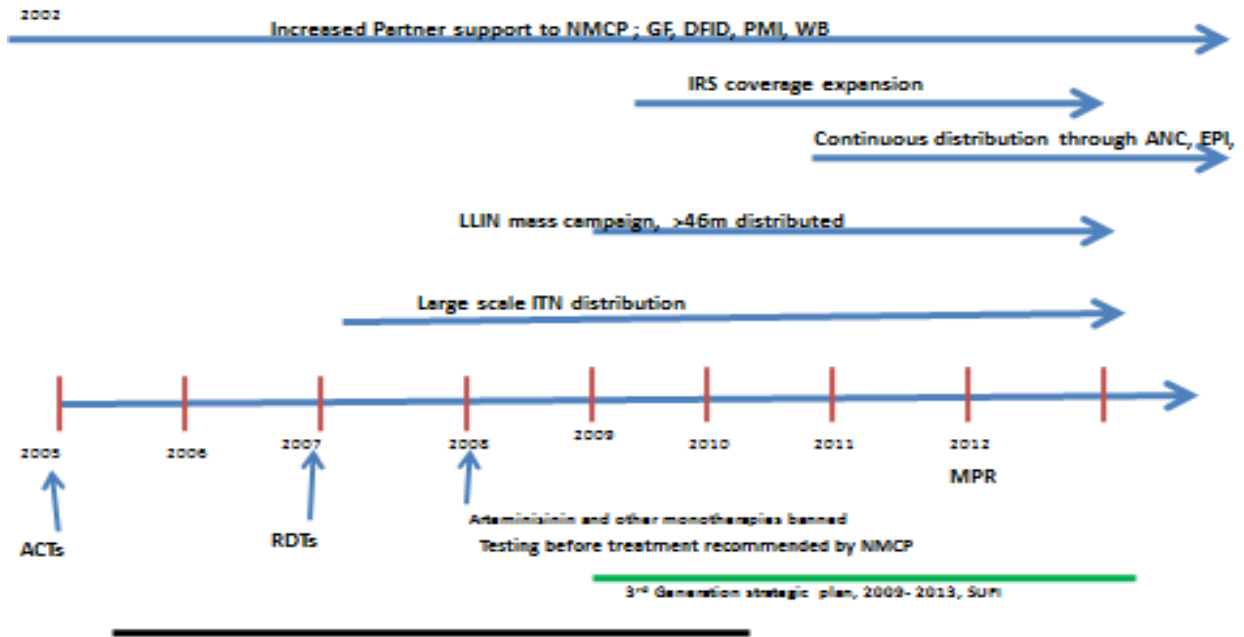 2002
Increased Partner support to NMCP ; GF, DFID, PMI, WB
IRS coverage expansion
Continuous distribution through ANC, EPI,
LLIN mass campaign, >46m distributed
Large scale ITN distribution
2005 2006 2007 2008 2009 2010 2011 2012
MPR
ACTs
RDTs
Arteminisinin and other monotherapies banned
Testing before treatment recommended by NMCP
3rd Generation strategic plan, 2009- 2013, SUFI